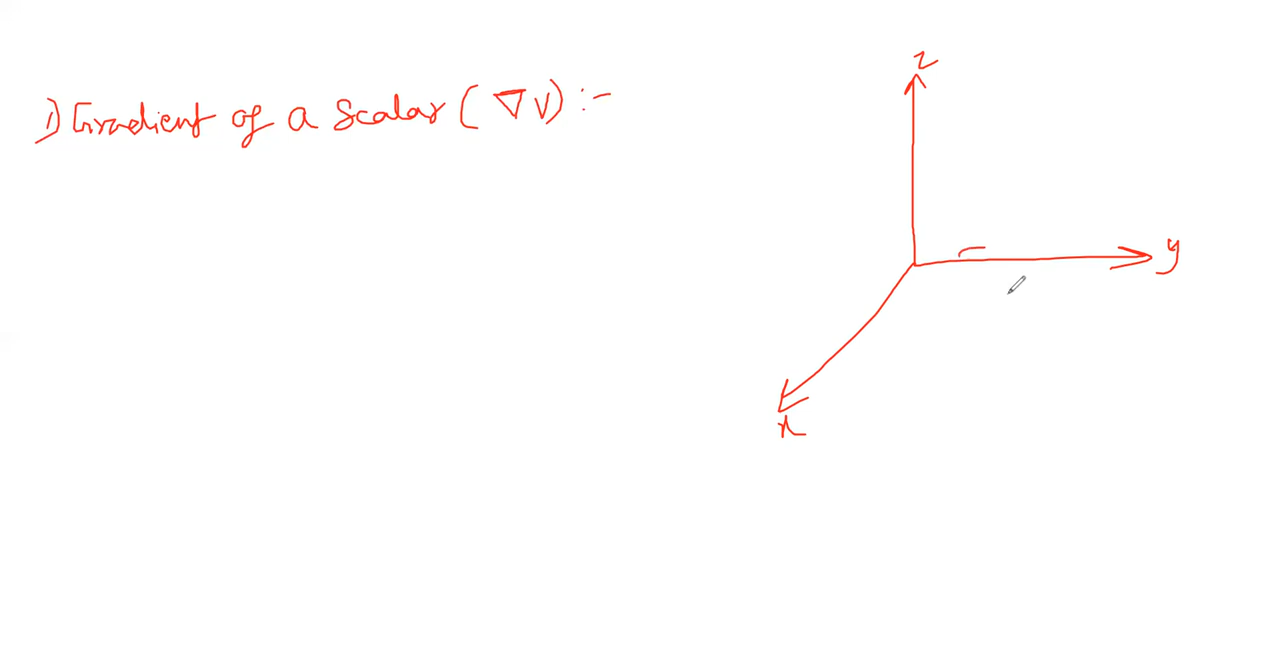 1) Gradient of a Scalar (∇V) :-
z
y
x